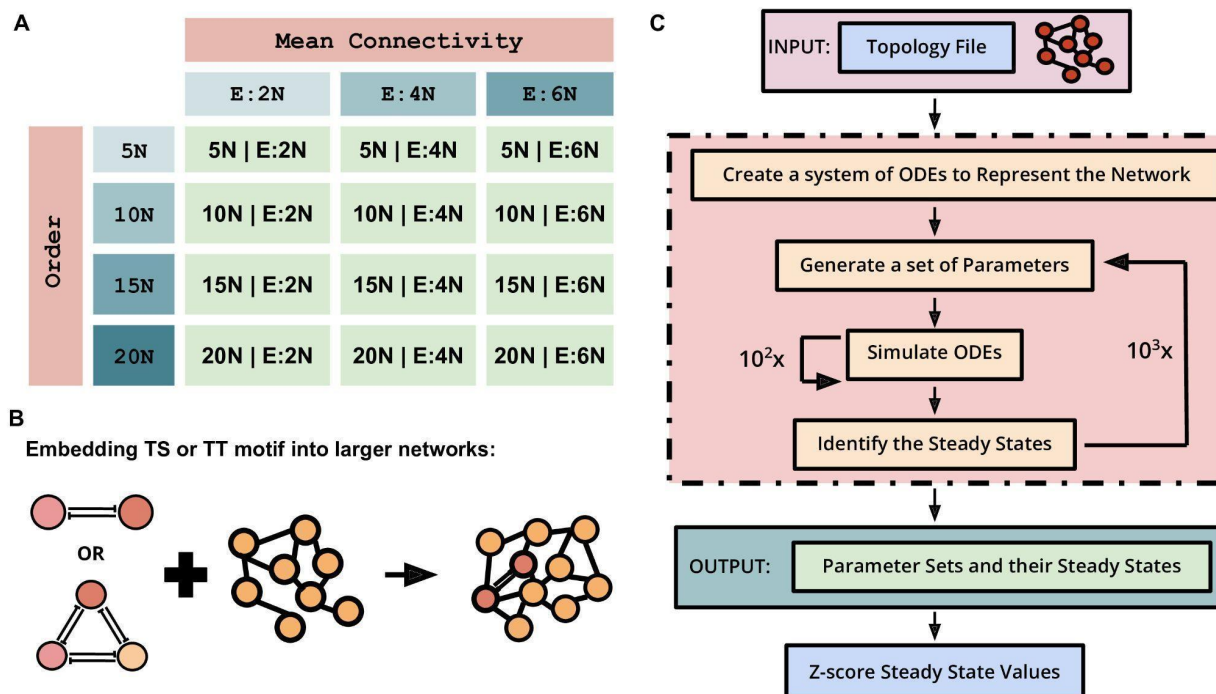 A
Mean Connectivity
E:2N E:4N E:6N
Order
5N 5N | E:2N 5N | E:4N 5N | E:6N
10N 10N | E:2N 10N | E:4N 10N | E:6N
15N 15N | E:2N 15N | E:4N 15N | E:6N
20N 20N | E:2N 20N | E:4N 20N | E:6N
B
Embedding TS or TT motif into larger networks:
OR
C
INPUT: Topology File
Create a system of ODEs to Represent the Network
Generate a set of Parameters
10²x Simulate ODEs 10³x
Identify the Steady States
OUTPUT: Parameter Sets and their Steady States
Z-score Steady State Values